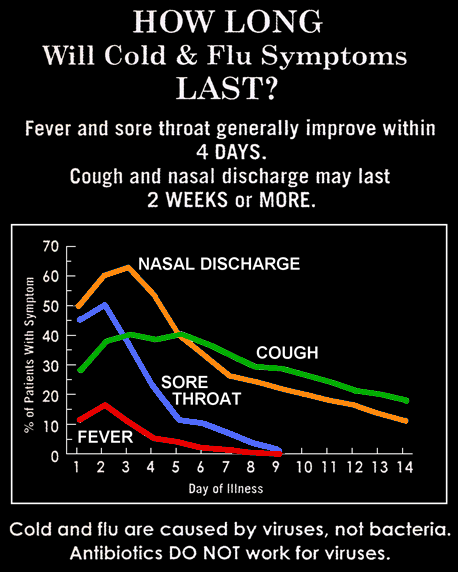 HOW LONG
Will Cold & Flu Symptoms
LAST?
Fever and sore throat generally improve within
4 DAYS.
Cough and nasal discharge may last
2 WEEKS or MORE.
70
60
50
40
30
20
10
0
% of Patients With Symptom
NASAL DISCHARGE
COUGH
SORE
THROAT
FEVER
1 2 3 4 5 6 7 8 9 10 11 12 13 14
Day of Illness
Cold and flu are caused by viruses, not bacteria.
Antibiotics DO NOT work for viruses.